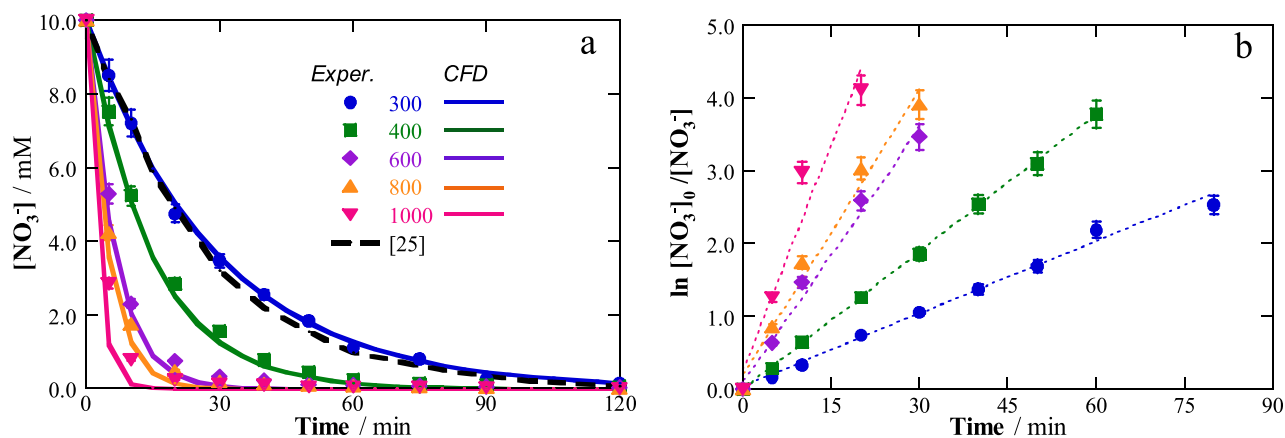 a
[NO₃⁻] / mM
10.0
8.0
6.0
4.0
2.0
0.0
Exper. CFD
300
400
600
800
1000
[25]
0 30 60 90 120
Time / min
b
ln [NO₃⁻]₀ /[NO₃⁻]
5.0
4.0
3.0
2.0
1.0
0.0
0 15 30 45 60 75 90
Time / min